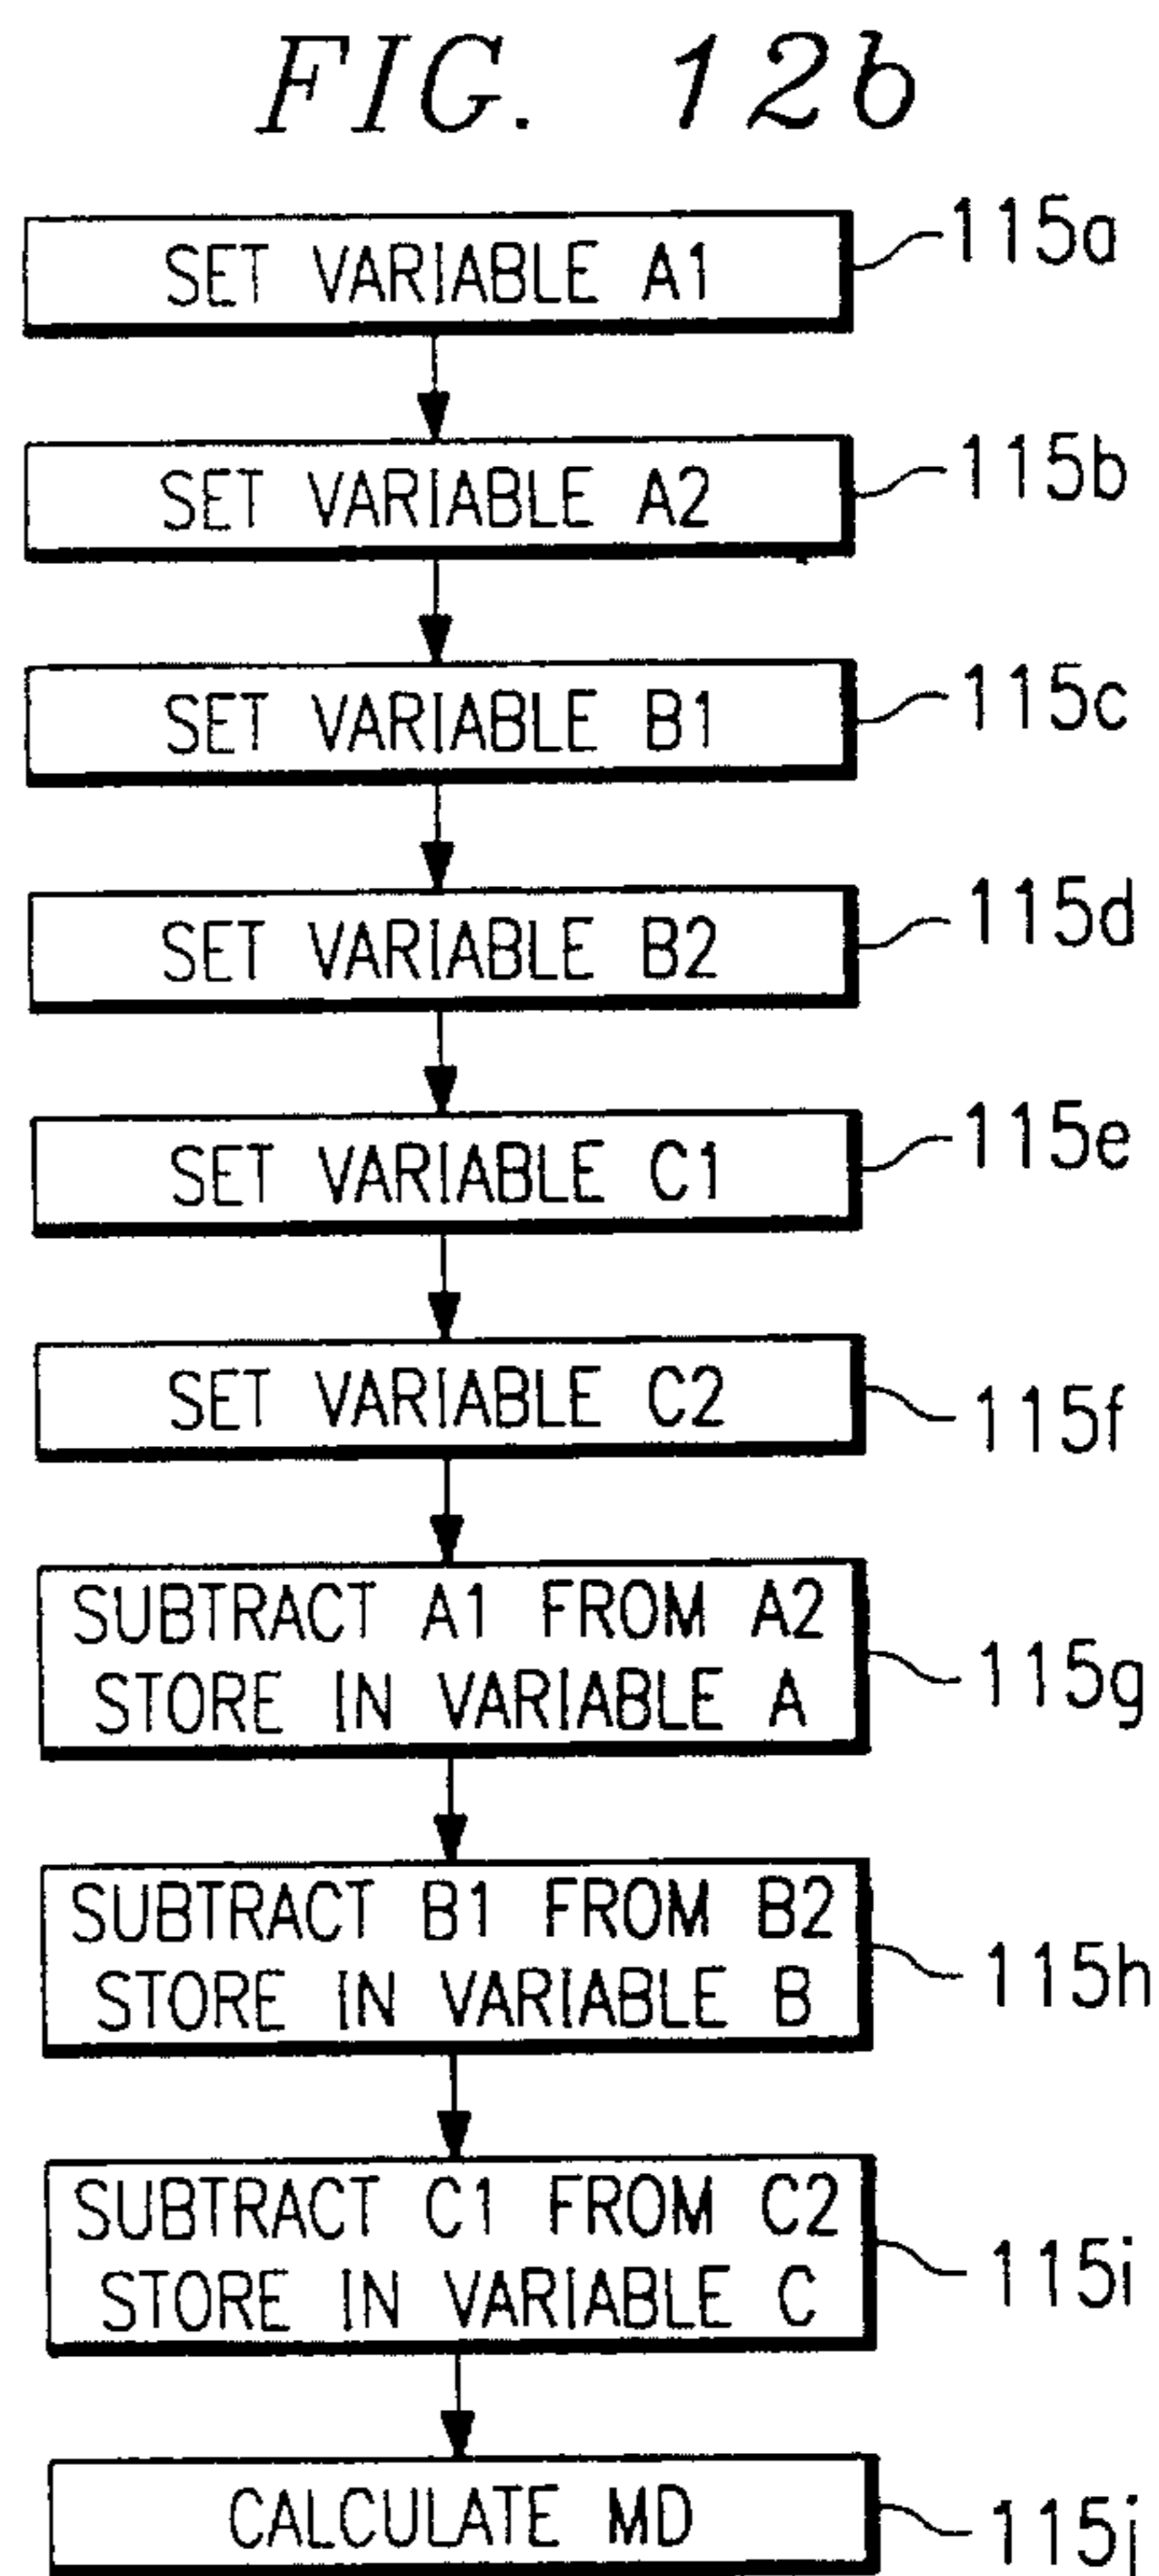 FIG. 12b
SET VARIABLE A1
115a
SET VARIABLE A2
115b
SET VARIABLE B1
115c
SET VARIABLE B2
115d
SET VARIABLE C1
115e
SET VARIABLE C2
115f
SUBTRACT A1 FROM A2
STORE IN VARIABLE A
115g
SUBTRACT B1 FROM B2
STORE IN VARIABLE B
115h
SUBTRACT C1 FROM C2
STORE IN VARIABLE C
115i
CALCULATE MD
115j